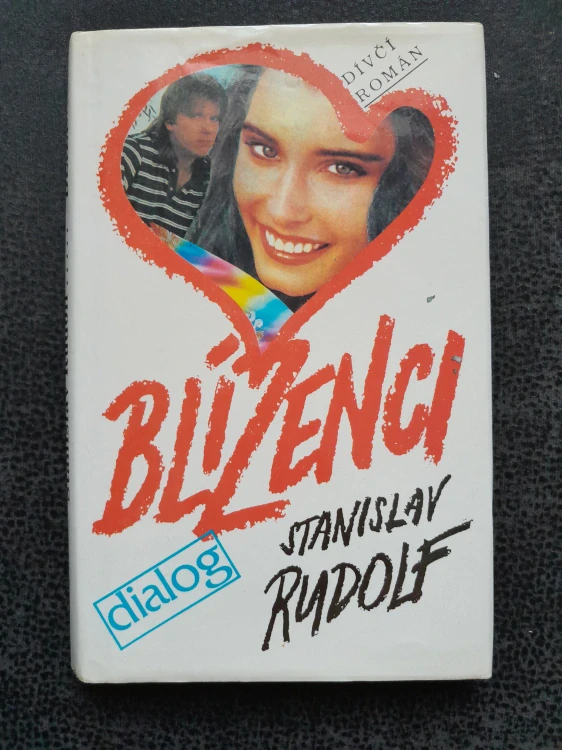 DÍVČÍ
ROMÁN
BLÍŽENCI
STANISLAV
RUDOLF
dialog